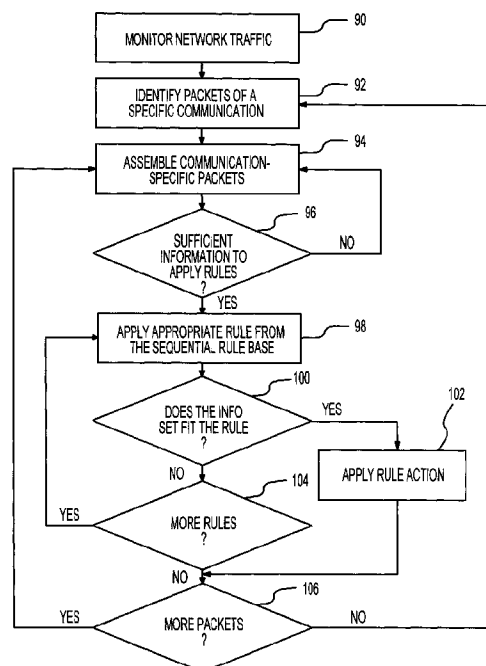 90
MONITOR NETWORK TRAFFIC
92
IDENTIFY PACKETS OF A
SPECIFIC COMMUNICATION
94
ASSEMBLE COMMUNICATION-
SPECIFIC PACKETS
96
SUFFICIENT
INFORMATION TO
APPLY RULES
?
NO
YES
98
APPLY APPROPRIATE RULE FROM
THE SEQUENTIAL RULE BASE
100
DOES THE INFO
SET FIT THE RULE
?
YES
102
APPLY RULE ACTION
NO
104
YES
MORE RULES
?
NO
106
YES
MORE PACKETS
?
NO